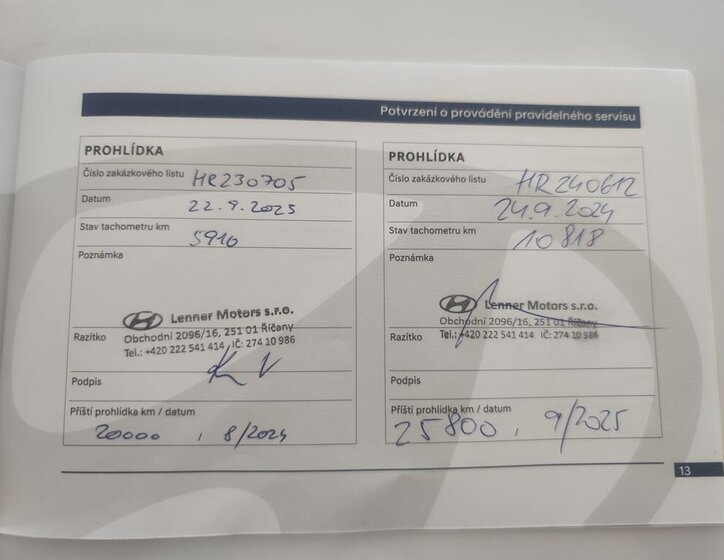 Potvrzení o provádění pravidelného servisu
PROHLÍDKA
Číslo zakázkového listu HR230705
Datum 22.9.2025
Stav tachometru km 5910
Poznámka
Lenner Motors s.r.o.
Obchodní 2096/16, 251 01 Říčany
Razítko
Tel.: +420 222 541 414 IČ: 274 10 986
Podpis
Příští prohlídka km / datum
20000, 8/2024
PROHLÍDKA
Číslo zakázkového listu HR240612
Datum 24.9.2024
Stav tachometru km 10818
Poznámka
Lenner Motors s.r.o.
Obchodní 2096/16, 251 01 Říčany
Razítko
Tel.: +420 222 541 414 IČ: 274 10 986
Podpis
Příští prohlídka km / datum
25800, 9/2025
13